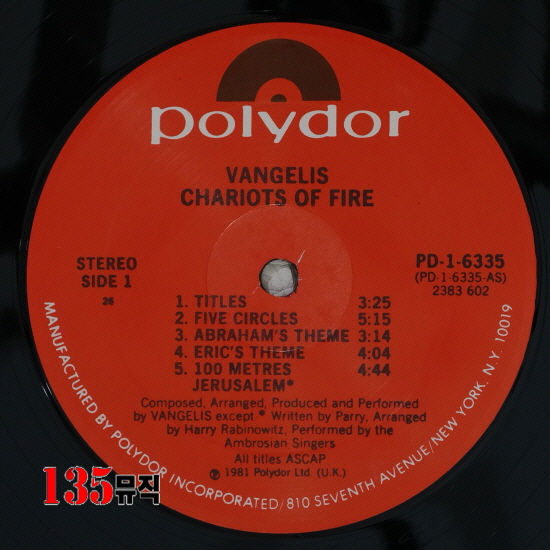 polydor
VANGELIS
CHARIOTS OF FIRE
STEREO
SIDE 1
26
PD-1-6335
(PD-1-6335-AS)
2383 602
1. TITLES 3:25
2. FIVE CIRCLES 5:15
3. ABRAHAM'S THEME 3:14
4. ERIC'S THEME 4:04
5. 100 METRES 4:44
JERUSALEM*
Composed, Arranged, Produced and Performed
by VANGELIS except * Written by Parry, Arranged
by Harry Rabinowitz, Performed by the
Ambrosian Singers
All titles ASCAP
℗ 1981 Polydor Ltd. (U.K.)
MANUFACTURED BY POLYDOR INCORPORATED/810 SEVENTH AVENUE/NEW YORK, N.Y. 10019
135뮤직